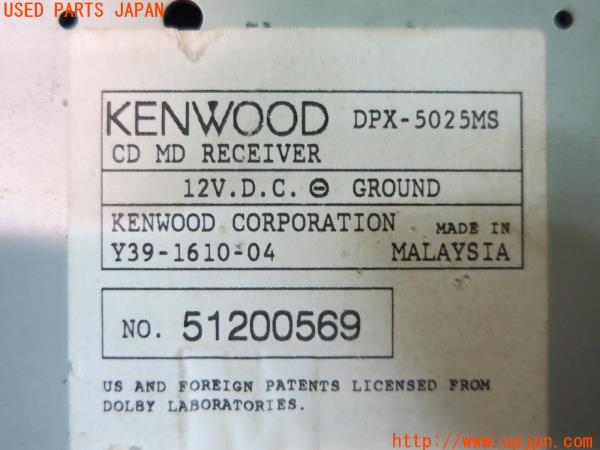 USED PARTS JAPAN
KENWOOD DPX-5025MS
CD MD RECEIVER
12V.D.C. ⊖ GROUND
KENWOOD CORPORATION MADE IN
Y39-1610-04 MALAYSIA
NO. 51200569
US AND FOREIGN PATENTS LICENSED FROM
DOLBY LABORATORIES.
http://www.upjpn.com